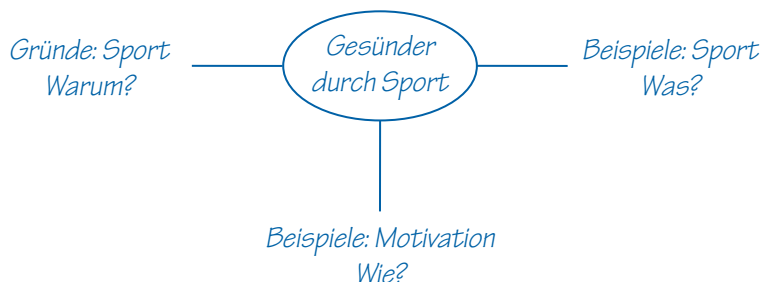 Gründe: Sport
Warum?
Gesünder
durch Sport
Beispiele: Sport
Was?
Beispiele: Motivation
Wie?